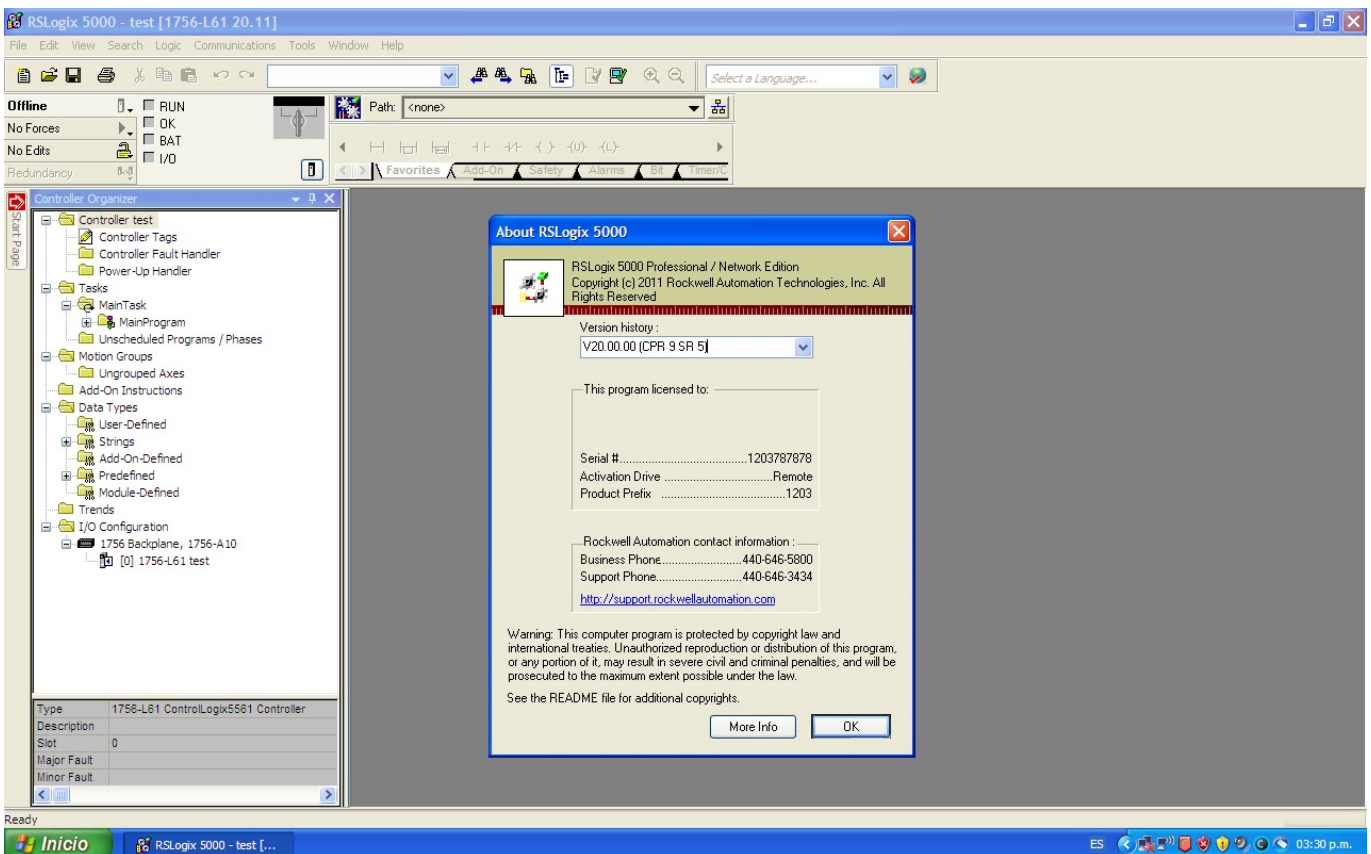 RSLogix 5000 - test [1756-L61 20.11]
File Edit View Search Logic Communications Tools Window Help
Select a Language...
Offline
RUN
No Forces
OK
No Edits
BAT
Redundancy
I/O
Path: <none>
Favorites Add-On Safety Alarms Bit Timer/C
Start Page
Controller Organizer
Controller test
Controller Tags
Controller Fault Handler
Power-Up Handler
Tasks
MainTask
MainProgram
Unscheduled Programs / Phases
Motion Groups
Ungrouped Axes
Add-On Instructions
Data Types
User-Defined
Strings
Add-On-Defined
Predefined
Module-Defined
Trends
I/O Configuration
1756 Backplane, 1756-A10
[0] 1756-L61 test
Type 1756-L61 ControlLogix5561 Controller
Description
Slot 0
Major Fault
Minor Fault
About RSLogix 5000
RSLogix 5000 Professional / Network Edition
Copyright (c) 2011 Rockwell Automation Technologies, Inc. All
Rights Reserved
Version history :
V20.00.00 (CPR 9 SR 5)
This program licensed to:
Serial #..............................1203787878
Activation Drive ..................................Remote
Product Prefix .......................................1203
Rockwell Automation contact information :
Business Phone.........................440-646-5800
Support Phone...........................440-646-3434
http://support.rockwellautomation.com
Warning: This computer program is protected by copyright law and
international treaties. Unauthorized reproduction or distribution of this program,
or any portion of it, may result in severe civil and criminal penalties, and will be
prosecuted to the maximum extent possible under the law.
See the README file for additional copyrights.
More Info OK
Ready
Inicio
RSLogix 5000 - test [...
ES
03:30 p.m.